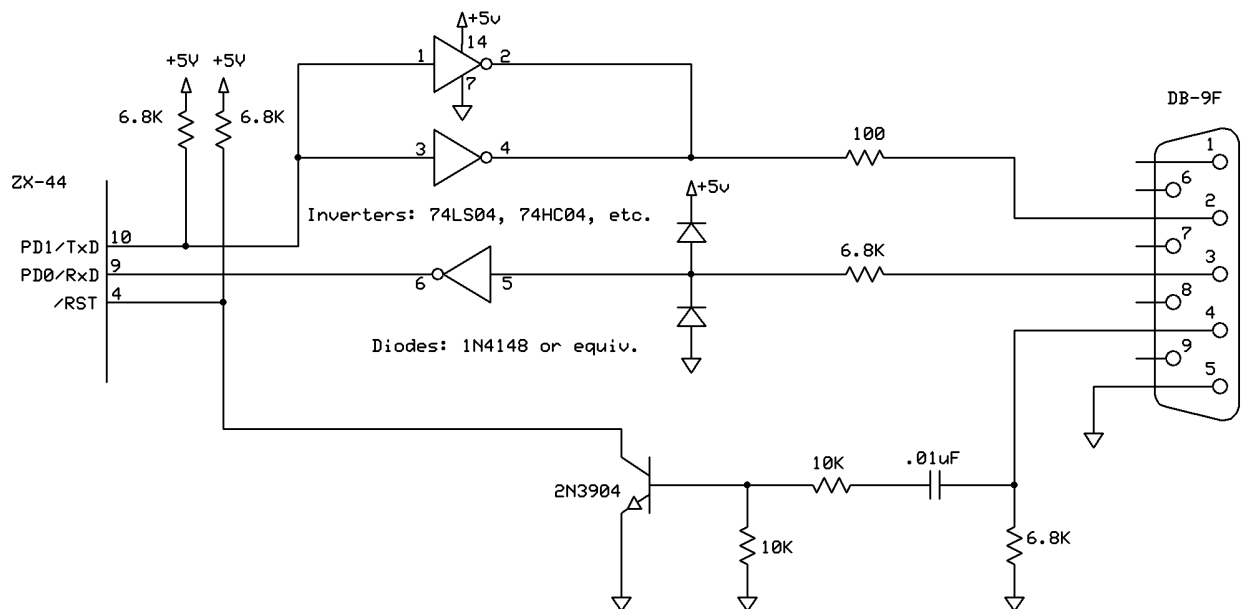 +5v
14
1
2
+5V +5V
7
DB-9F
6.8K
6.8K
100
1
3
4
6
ZX-44
+5v
2
Inverters: 74LS04, 74HC04, etc.
7
PD1/TxD
10
6.8K
3
PD0/RxD
9
6
5
8
/RST
4
4
Diodes: 1N4148 or equiv.
9
5
10K
.01uF
2N3904
10K
6.8K